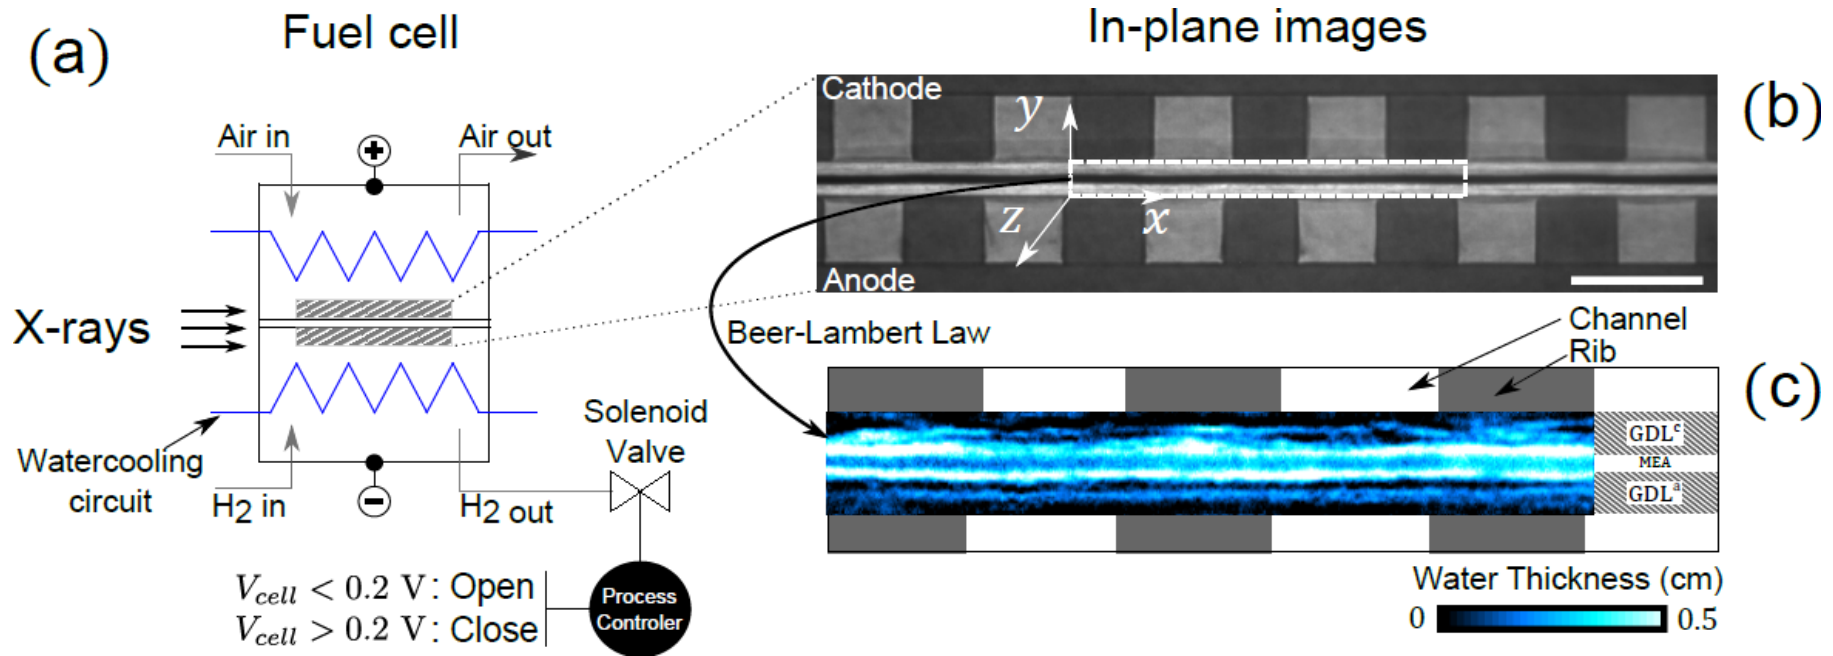 Fuel cell
In-plane images
(a)
(b)
Cathode
y
z
x
Anode
Air in
Air out
+
X-rays
Watercooling
circuit
H2 in
−
H2 out
Solenoid
Valve
Beer-Lambert Law
Channel
Rib
(c)
GDLc
MEA
GDLa
Water Thickness (cm)
0
0.5
Vcell < 0.2 V: Open
Vcell > 0.2 V: Close
Process
Controler